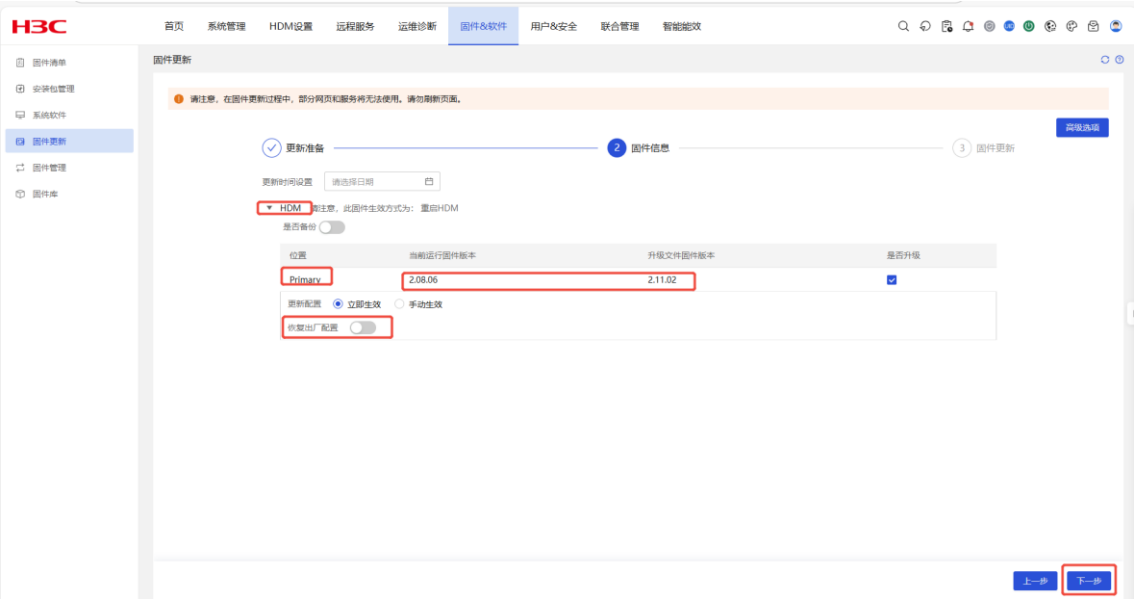 H3C 首页 系统管理 HDM设置 远程服务 运维诊断 固件&软件 用户&安全 联合管理 智能能效
固件清单
安装包管理
系统软件
固件更新
固件管理
固件库
固件更新
请注意，在固件更新过程中，部分网页和服务将无法使用。请勿刷新页面。
高级选项
更新准备 2 固件信息 3 固件更新
更新时间设置 请选择日期
HDM 请注意，此固件生效方式为： 重启HDM
是否备份
位置 当前运行固件版本 升级文件固件版本 是否升级
Primary 2.08.06 2.11.02
更新配置 立即生效 手动生效
恢复出厂配置
上一步 下一步